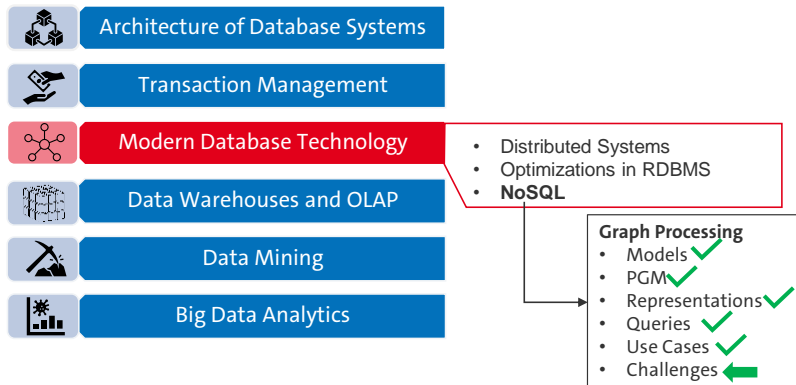 Architecture of Database Systems
Transaction Management
Modern Database Technology
• Distributed Systems
• Optimizations in RDBMS
• NoSQL
Data Warehouses and OLAP
Data Mining
Big Data Analytics
Graph Processing
• Models
• PGM
• Representations
• Queries
• Use Cases
• Challenges